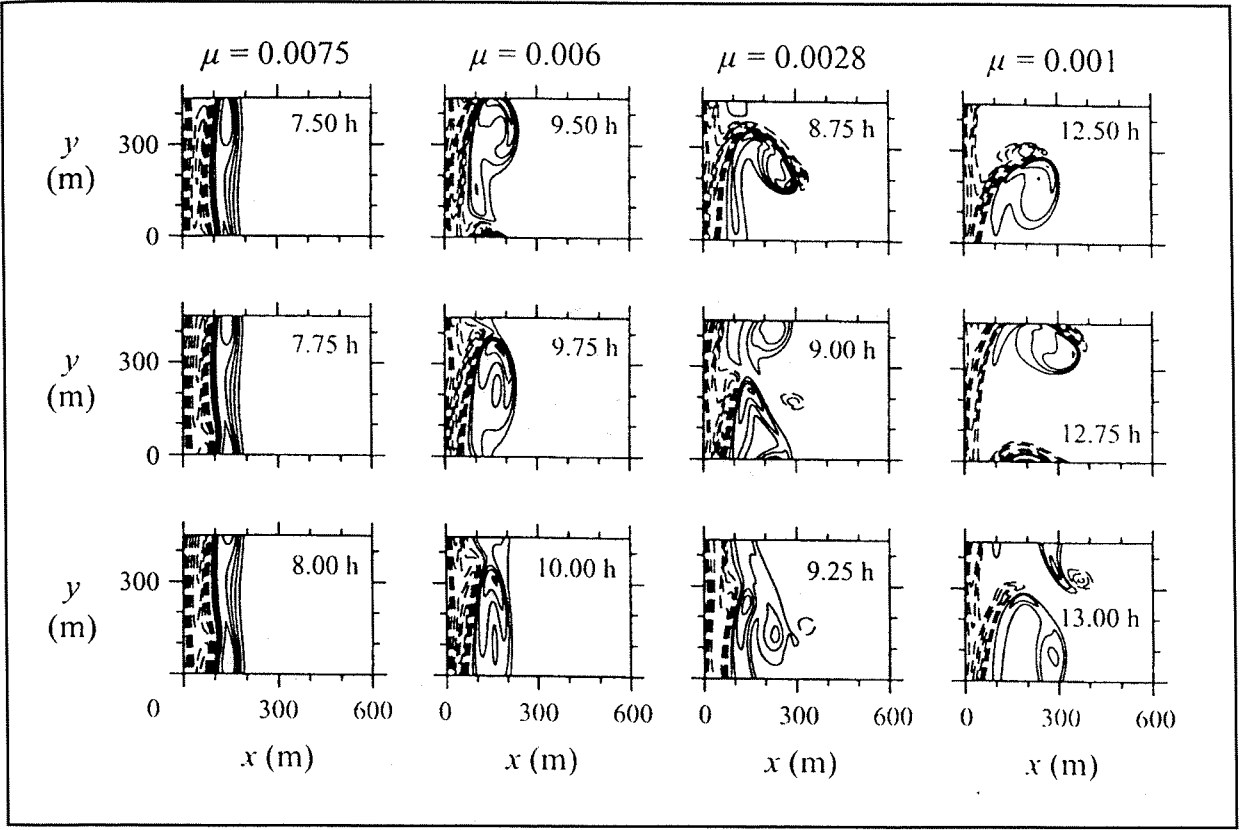 μ = 0.0075 μ = 0.006 μ = 0.0028 μ = 0.001
y (m) 300 0 7.50 h 9.50 h 8.75 h 12.50 h
y (m) 300 0 7.75 h 9.75 h 9.00 h 12.75 h
y (m) 300 0 8.00 h 10.00 h 9.25 h 13.00 h
300 600 0 300 600 0 300 600 0 300 600
x (m) x (m) x (m) x (m)